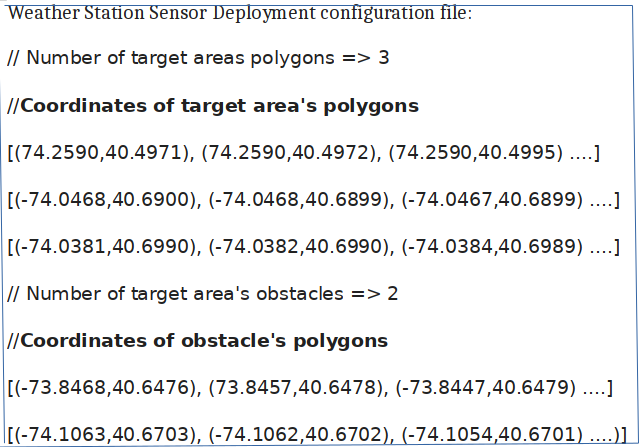 Weather Station Sensor Deployment configuration file:
// Number of target areas polygons => 3
//Coordinates of target area's polygons
[(74.2590,40.4971), (74.2590,40.4972), (74.2590,40.4995) ....]
[(-74.0468,40.6900), (-74.0468,40.6899), (-74.0467,40.6899) ....]
[(-74.0381,40.6990), (-74.0382,40.6990), (-74.0384,40.6989) ....]
// Number of target area's obstacles => 2
//Coordinates of obstacle's polygons
[(-73.8468,40.6476), (73.8457,40.6478), (-73.8447,40.6479) ....]
[(-74.1063,40.6703), (-74.1062,40.6702), (-74.1054,40.6701) ....)]